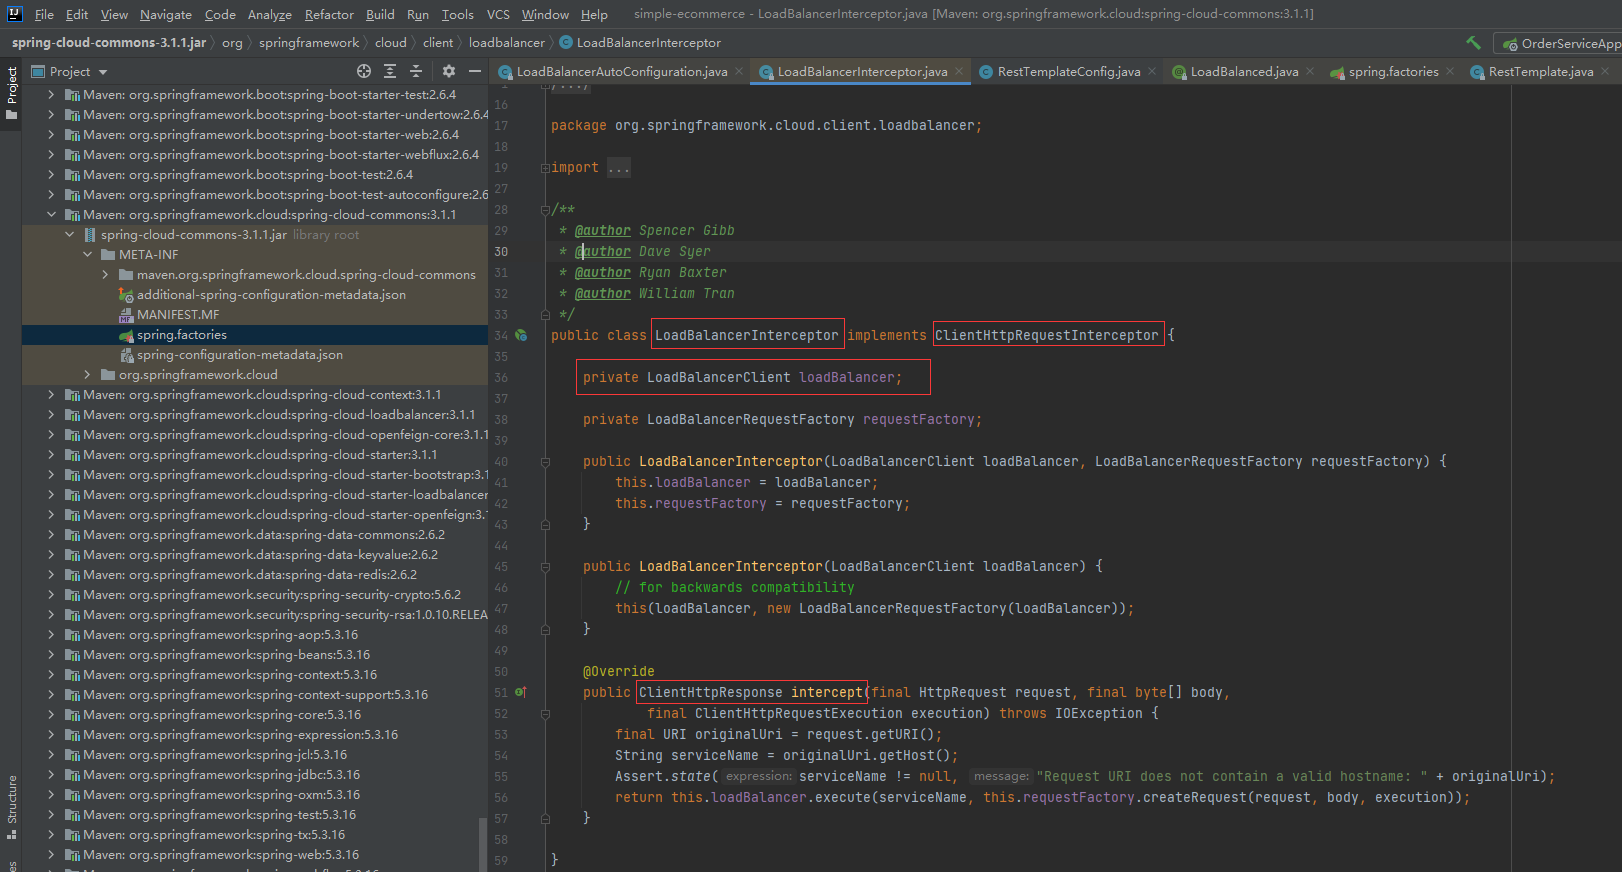 File Edit View Navigate Code Analyze Refactor Build Run Tools VCS Window Help simple-ecommerce - LoadBalancerInterceptor.java [Maven: org.springframework.cloud:spring-cloud-commons:3.1.1]
spring-cloud-commons-3.1.1.jar org springframework cloud client loadbalancer LoadBalancerInterceptor OrderServiceApp
Project
Project
LoadBalancerAutoConfiguration.java LoadBalancerInterceptor.java RestTemplateConfig.java LoadBalanced.java spring.factories RestTemplate.java
Maven: org.springframework.boot:spring-boot-starter-test:2.6.4
Maven: org.springframework.boot:spring-boot-starter-undertow:2.6.4
Maven: org.springframework.boot:spring-boot-starter-web:2.6.4
Maven: org.springframework.boot:spring-boot-starter-webflux:2.6.4
Maven: org.springframework.boot:spring-boot-test:2.6.4
Maven: org.springframework.boot:spring-boot-test-autoconfigure:2.6
Maven: org.springframework.cloud:spring-cloud-commons:3.1.1
spring-cloud-commons-3.1.1.jar library root
META-INF
maven.org.springframework.cloud.spring-cloud-commons
additional-spring-configuration-metadata.json
MANIFEST.MF
spring.factories
spring-configuration-metadata.json
org.springframework.cloud
Maven: org.springframework.cloud:spring-cloud-context:3.1.1
Maven: org.springframework.cloud:spring-cloud-loadbalancer:3.1.1
Maven: org.springframework.cloud:spring-cloud-openfeign-core:3.1.1
Maven: org.springframework.cloud:spring-cloud-starter:3.1.1
Maven: org.springframework.cloud:spring-cloud-starter-bootstrap:3.1
Maven: org.springframework.cloud:spring-cloud-starter-loadbalancer
Maven: org.springframework.cloud:spring-cloud-starter-openfeign:3.
Maven: org.springframework.data:spring-data-commons:2.6.2
Maven: org.springframework.data:spring-data-keyvalue:2.6.2
Maven: org.springframework.data:spring-data-redis:2.6.2
Maven: org.springframework.security:spring-security-crypto:5.6.2
Maven: org.springframework.security:spring-security-rsa:1.0.10.RELEA
Maven: org.springframework:spring-aop:5.3.16
Maven: org.springframework:spring-beans:5.3.16
Maven: org.springframework:spring-context:5.3.16
Maven: org.springframework:spring-context-support:5.3.16
Maven: org.springframework:spring-core:5.3.16
Maven: org.springframework:spring-expression:5.3.16
Maven: org.springframework:spring-jcl:5.3.16
Maven: org.springframework:spring-jdbc:5.3.16
Maven: org.springframework:spring-oxm:5.3.16
Maven: org.springframework:spring-test:5.3.16
Maven: org.springframework:spring-tx:5.3.16
Maven: org.springframework:spring-web:5.3.16
Structure
16
17 package org.springframework.cloud.client.loadbalancer;
18
19 import ...
27
28 /**
29 * @author Spencer Gibb
30 * @author Dave Syer
31 * @author Ryan Baxter
32 * @author William Tran
33 */
34 public class LoadBalancerInterceptor implements ClientHttpRequestInterceptor {
35
36 private LoadBalancerClient loadBalancer;
37
38 private LoadBalancerRequestFactory requestFactory;
39
40 public LoadBalancerInterceptor(LoadBalancerClient loadBalancer, LoadBalancerRequestFactory requestFactory) {
41 this.loadBalancer = loadBalancer;
42 this.requestFactory = requestFactory;
43 }
44
45 public LoadBalancerInterceptor(LoadBalancerClient loadBalancer) {
46 // for backwards compatibility
47 this(loadBalancer, new LoadBalancerRequestFactory(loadBalancer));
48 }
49
50 @Override
51 public ClientHttpResponse intercept(final HttpRequest request, final byte[] body,
52 final ClientHttpRequestExecution execution) throws IOException {
53 final URI originalUri = request.getURI();
54 String serviceName = originalUri.getHost();
55 Assert.state( expression: serviceName != null, message: "Request URI does not contain a valid hostname: " + originalUri);
56 return this.loadBalancer.execute(serviceName, this.requestFactory.createRequest(request, body, execution));
57 }
58
59 }